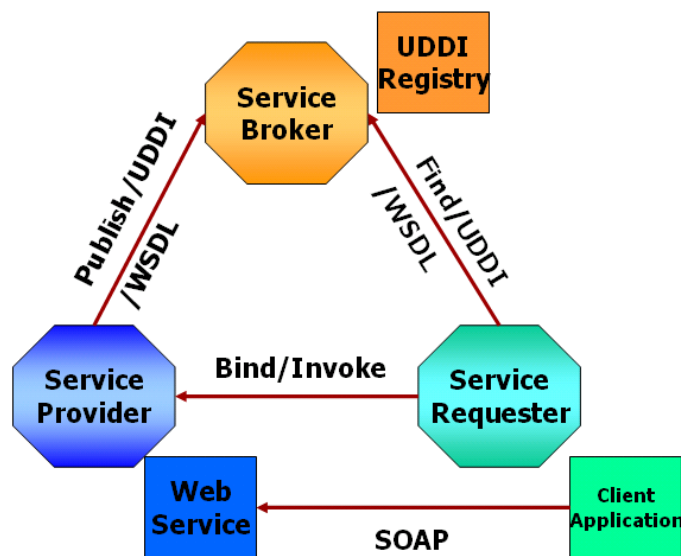 UDDI
Registry
Service
Broker
Publish /UDDI
/WSDL
Find/UDDI
/WSDL
Service
Provider
Bind/Invoke
Service
Requester
Web
Service
SOAP
Client
Application